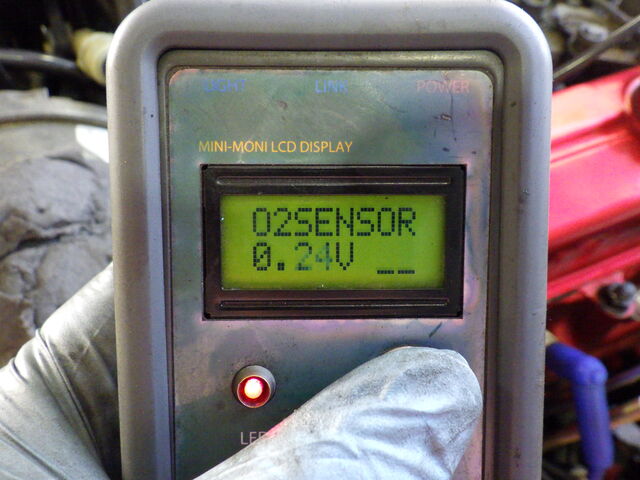 LIGHT LINK POWER
MINI-MONI LCD DISPLAY
O2SENSOR
0.24V __